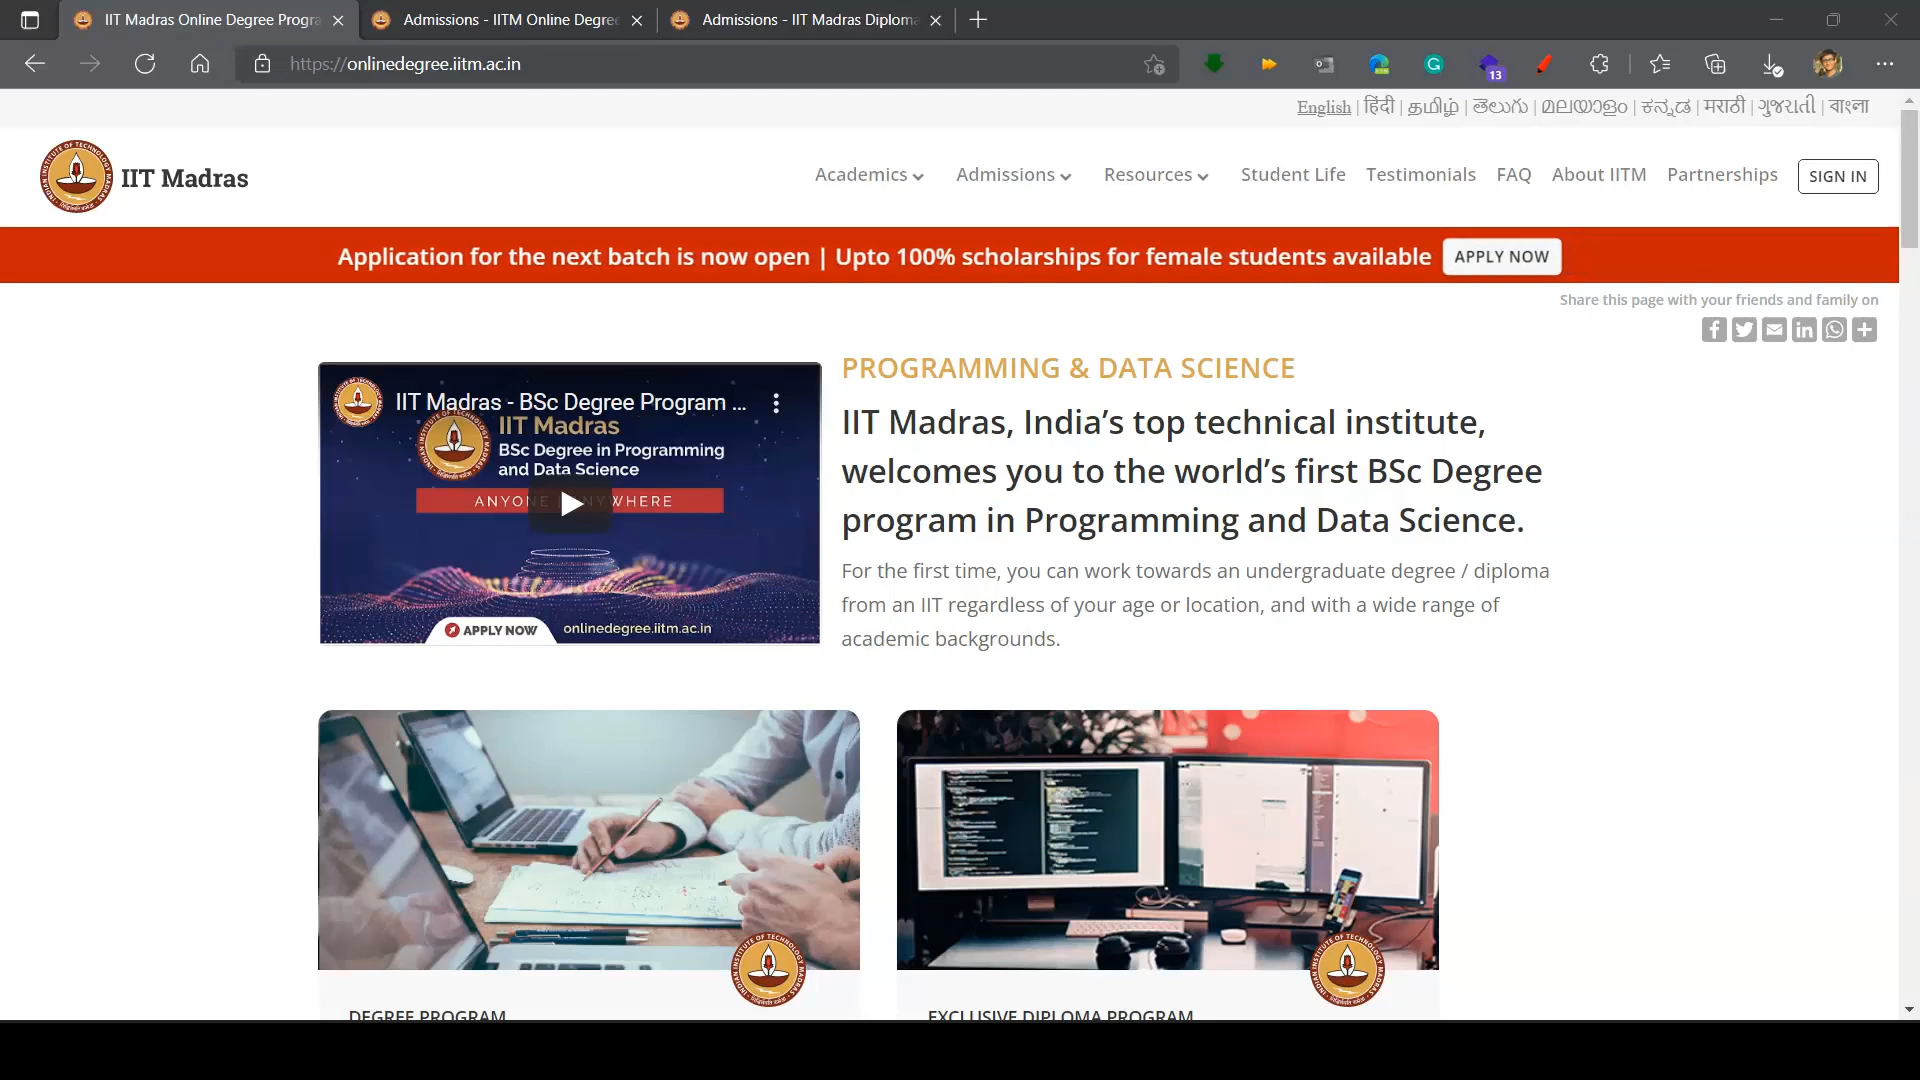 IIT Madras Online Degree Progra
Admissions - IITM Online Degree
Admissions - IIT Madras Diploma
https://onlinedegree.iitm.ac.in
13
English | हिंदी | தமிழ் | తెలుగు | മലയാളം | ಕನ್ನಡ | मराठी | ગુજરાતી | বাংলা
IIT Madras
Academics
Admissions
Resources
Student Life
Testimonials
FAQ
About IITM
Partnerships
SIGN IN
Application for the next batch is now open | Upto 100% scholarships for female students available
APPLY NOW
Share this page with your friends and family on
IIT Madras - BSc Degree Program ...
IIT Madras
BSc Degree in Programming
and Data Science
APPLY NOW
onlinedegree.iitm.ac.in
PROGRAMMING & DATA SCIENCE
IIT Madras, India’s top technical institute,
welcomes you to the world’s first BSc Degree
program in Programming and Data Science.
For the first time, you can work towards an undergraduate degree / diploma
from an IIT regardless of your age or location, and with a wide range of
academic backgrounds.
DEGREE PROGRAM
EXCLUSIVE DIPLOMA PROGRAM